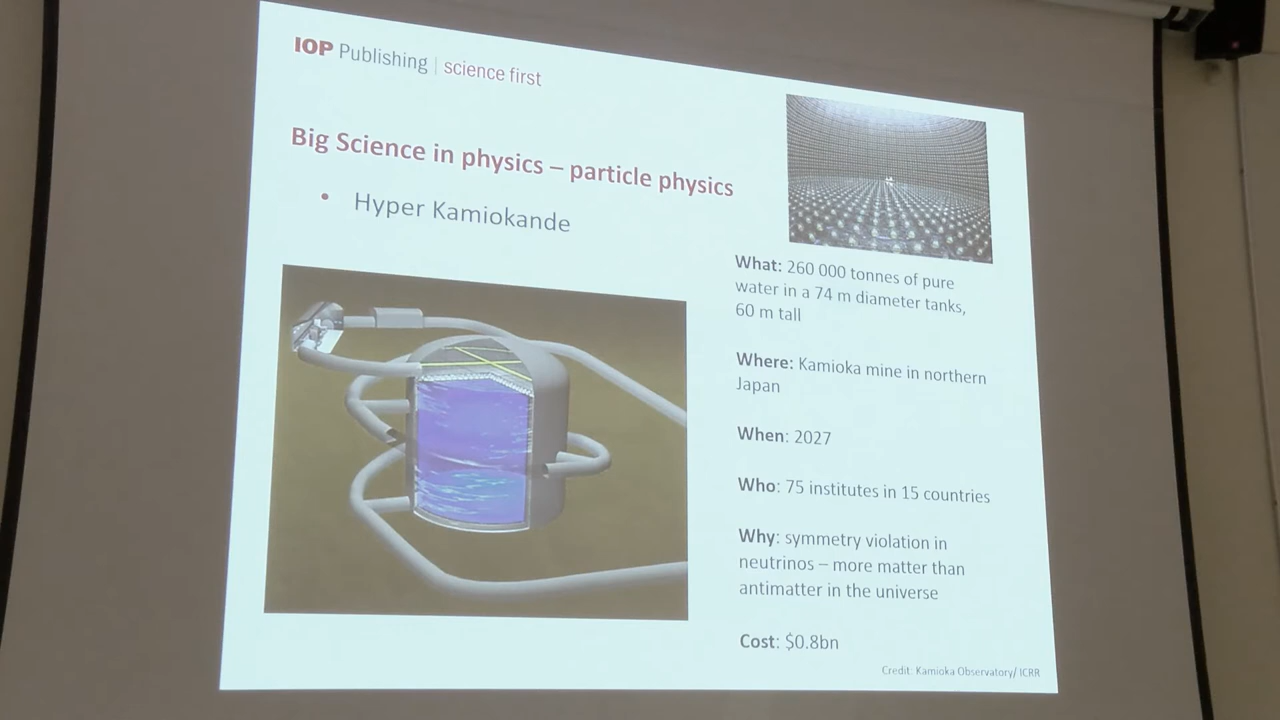 IOP Publishing | science first
Big Science in physics – particle physics
• Hyper Kamiokande
What: 260 000 tonnes of pure
water in a 74 m diameter tanks,
60 m tall
Where: Kamioka mine in northern
Japan
When: 2027
Who: 75 institutes in 15 countries
Why: symmetry violation in
neutrinos – more matter than
antimatter in the universe
Cost: $0.8bn
Credit: Kamioka Observatory/ ICRR